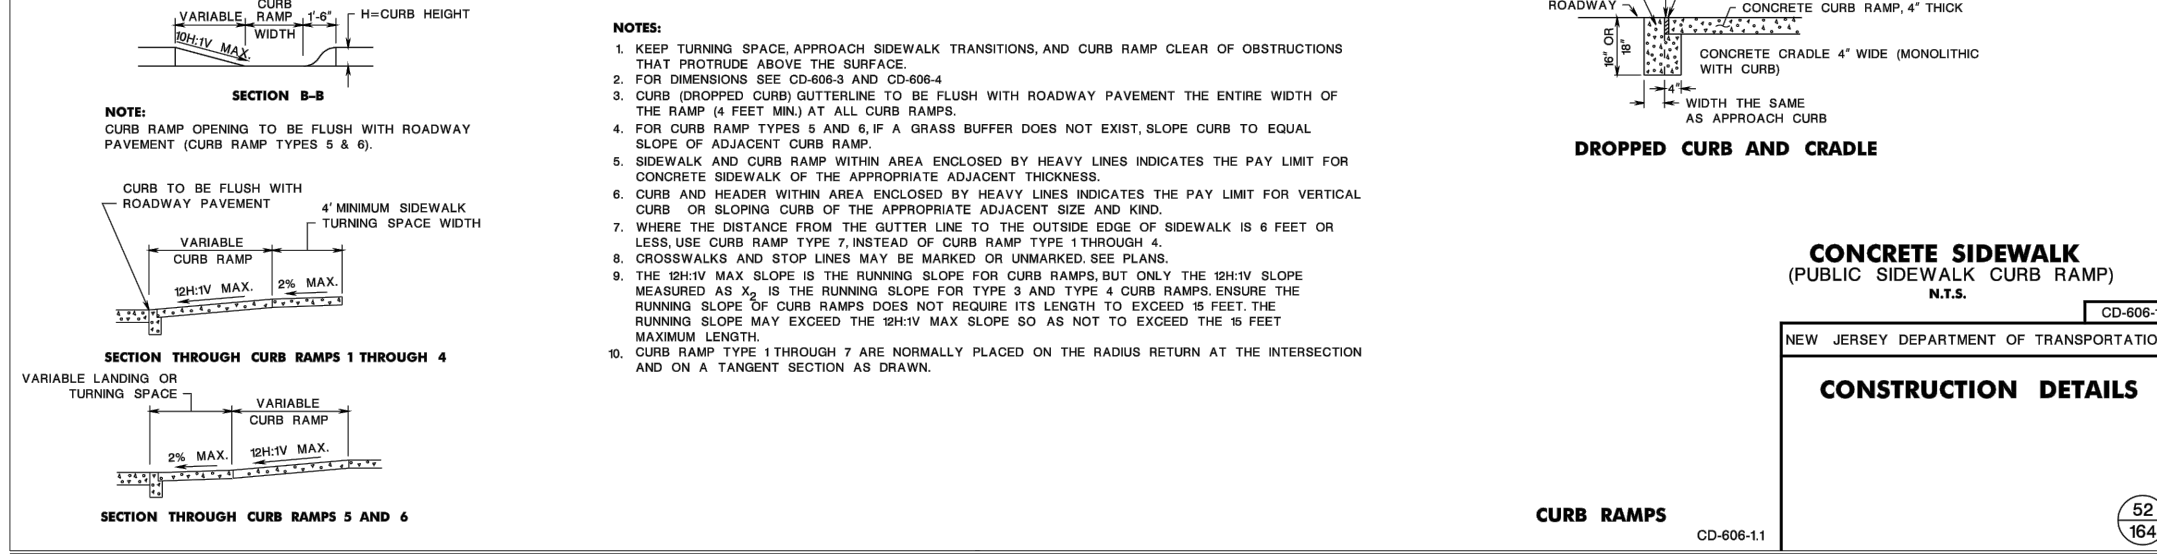 CURB
VARIABLE RAMP 1'-6"
WIDTH
H=CURB HEIGHT
10H:1V MAX.
SECTION B–B
NOTE:
CURB RAMP OPENING TO BE FLUSH WITH ROADWAY
PAVEMENT (CURB RAMP TYPES 5 & 6).
CURB TO BE FLUSH WITH
ROADWAY PAVEMENT
4' MINIMUM SIDEWALK
TURNING SPACE WIDTH
VARIABLE
CURB RAMP
12H:1V MAX.
2% MAX.
SECTION THROUGH CURB RAMPS 1 THROUGH 4
VARIABLE LANDING OR
TURNING SPACE
VARIABLE
CURB RAMP
2% MAX.
12H:1V MAX.
SECTION THROUGH CURB RAMPS 5 AND 6
NOTES:
1. KEEP TURNING SPACE, APPROACH SIDEWALK TRANSITIONS, AND CURB RAMP CLEAR OF OBSTRUCTIONS
THAT PROTRUDE ABOVE THE SURFACE.
2. FOR DIMENSIONS SEE CD-606-3 AND CD-606-4
3. CURB (DROPPED CURB) GUTTERLINE TO BE FLUSH WITH ROADWAY PAVEMENT THE ENTIRE WIDTH OF
THE RAMP (4 FEET MIN.) AT ALL CURB RAMPS.
4. FOR CURB RAMP TYPES 5 AND 6, IF A GRASS BUFFER DOES NOT EXIST, SLOPE CURB TO EQUAL
SLOPE OF ADJACENT CURB RAMP.
5. SIDEWALK AND CURB RAMP WITHIN AREA ENCLOSED BY HEAVY LINES INDICATES THE PAY LIMIT FOR
CONCRETE SIDEWALK OF THE APPROPRIATE ADJACENT THICKNESS.
6. CURB AND HEADER WITHIN AREA ENCLOSED BY HEAVY LINES INDICATES THE PAY LIMIT FOR VERTICAL
CURB OR SLOPING CURB OF THE APPROPRIATE ADJACENT SIZE AND KIND.
7. WHERE THE DISTANCE FROM THE GUTTER LINE TO THE OUTSIDE EDGE OF SIDEWALK IS 6 FEET OR
LESS, USE CURB RAMP TYPE 7, INSTEAD OF CURB RAMP TYPE 1 THROUGH 4.
8. CROSSWALKS AND STOP LINES MAY BE MARKED OR UNMARKED. SEE PLANS.
9. THE 12H:1V MAX SLOPE IS THE RUNNING SLOPE FOR CURB RAMPS, BUT ONLY THE 12H:1V SLOPE
MEASURED AS X2 IS THE RUNNING SLOPE FOR TYPE 3 AND TYPE 4 CURB RAMPS. ENSURE THE
RUNNING SLOPE OF CURB RAMPS DOES NOT REQUIRE ITS LENGTH TO EXCEED 15 FEET. THE
RUNNING SLOPE MAY EXCEED THE 12H:1V MAX SLOPE SO AS NOT TO EXCEED THE 15 FEET
MAXIMUM LENGTH.
10. CURB RAMP TYPE 1 THROUGH 7 ARE NORMALLY PLACED ON THE RADIUS RETURN AT THE INTERSECTION
AND ON A TANGENT SECTION AS DRAWN.
ROADWAY
CONCRETE CURB RAMP, 4" THICK
16" OR
18"
CONCRETE CRADLE 4" WIDE (MONOLITHIC
WITH CURB)
4"
WIDTH THE SAME
AS APPROACH CURB
DROPPED CURB AND CRADLE
CONCRETE SIDEWALK
(PUBLIC SIDEWALK CURB RAMP)
N.T.S.
CD-606-
NEW JERSEY DEPARTMENT OF TRANSPORTATIO
CONSTRUCTION DETAILS
CURB RAMPS
CD-606-1.1
52
164